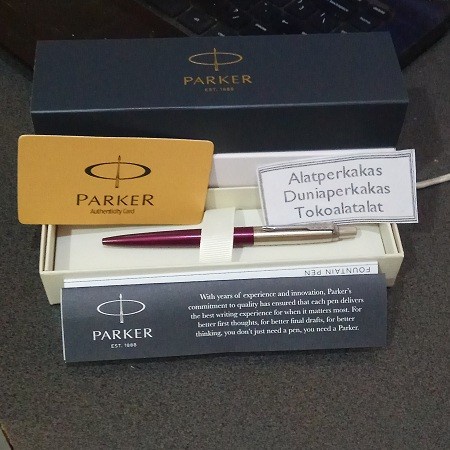 PARKER
EST. 1888
PARKER
Authenticity Card
Alatperkakas
Duniaperkakas
Tokoalatalat
FOUNTAIN PEN
PARKER
EST. 1888
With years of experience and innovation, Parker's
commitment to quality has ensured that each pen delivers
the best writing experience for when it matters most. For
better first thoughts, for better final drafts, for better
thinking, you don't just need a pen, you need a Parker.